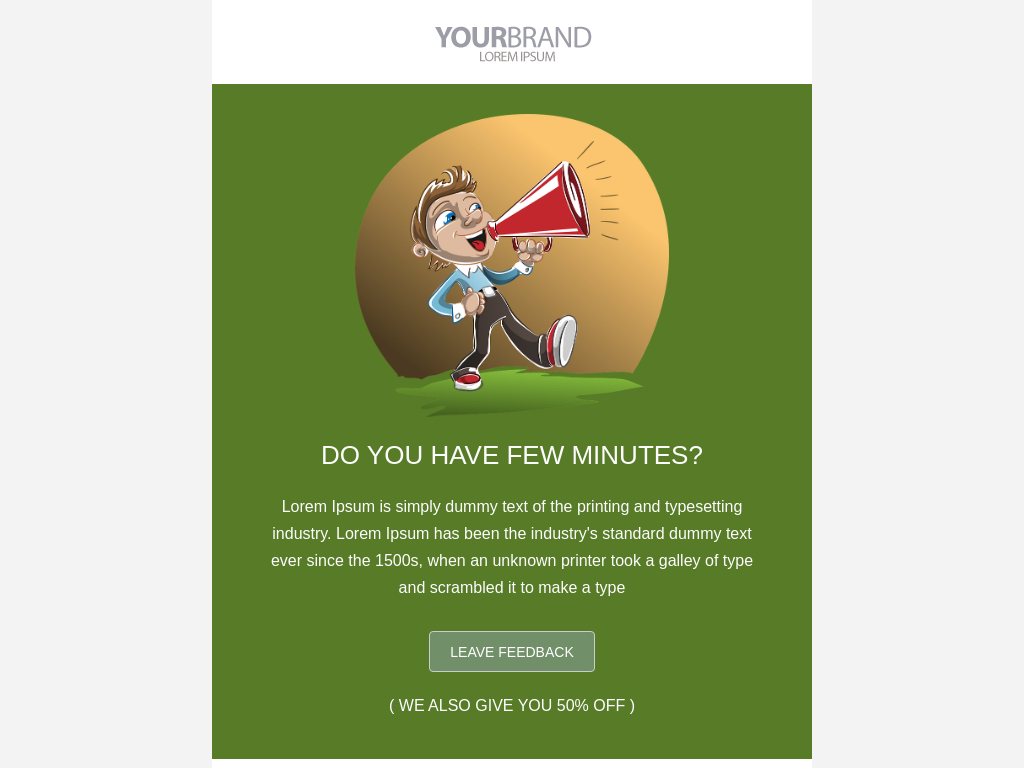 YOURBRAND
LOREM IPSUM
DO YOU HAVE FEW MINUTES?
Lorem Ipsum is simply dummy text of the printing and typesetting
industry. Lorem Ipsum has been the industry's standard dummy text
ever since the 1500s, when an unknown printer took a galley of type
and scrambled it to make a type
LEAVE FEEDBACK
( WE ALSO GIVE YOU 50% OFF )